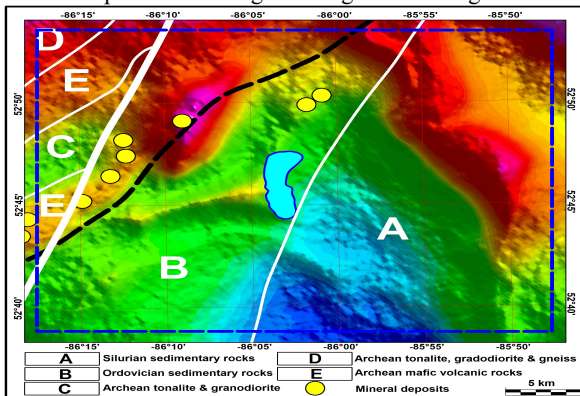 -86°15' -86°10' -86°05' -86°00' -85°55' -85°50'
D
E
C
E
B
A
52°50' 52°50'
52°45' 52°45'
52°40' 52°40'
-86°15' -86°10' -86°05' -86°00' -85°55' -85°50'
A Silurian sedimentary rocks
D Archean tonalite, gradodiorite & gneiss
B Ordovician sedimentary rocks
E Archean mafic volcanic rocks
C Archean tonalite & granodiorite
Mineral deposits
5 km